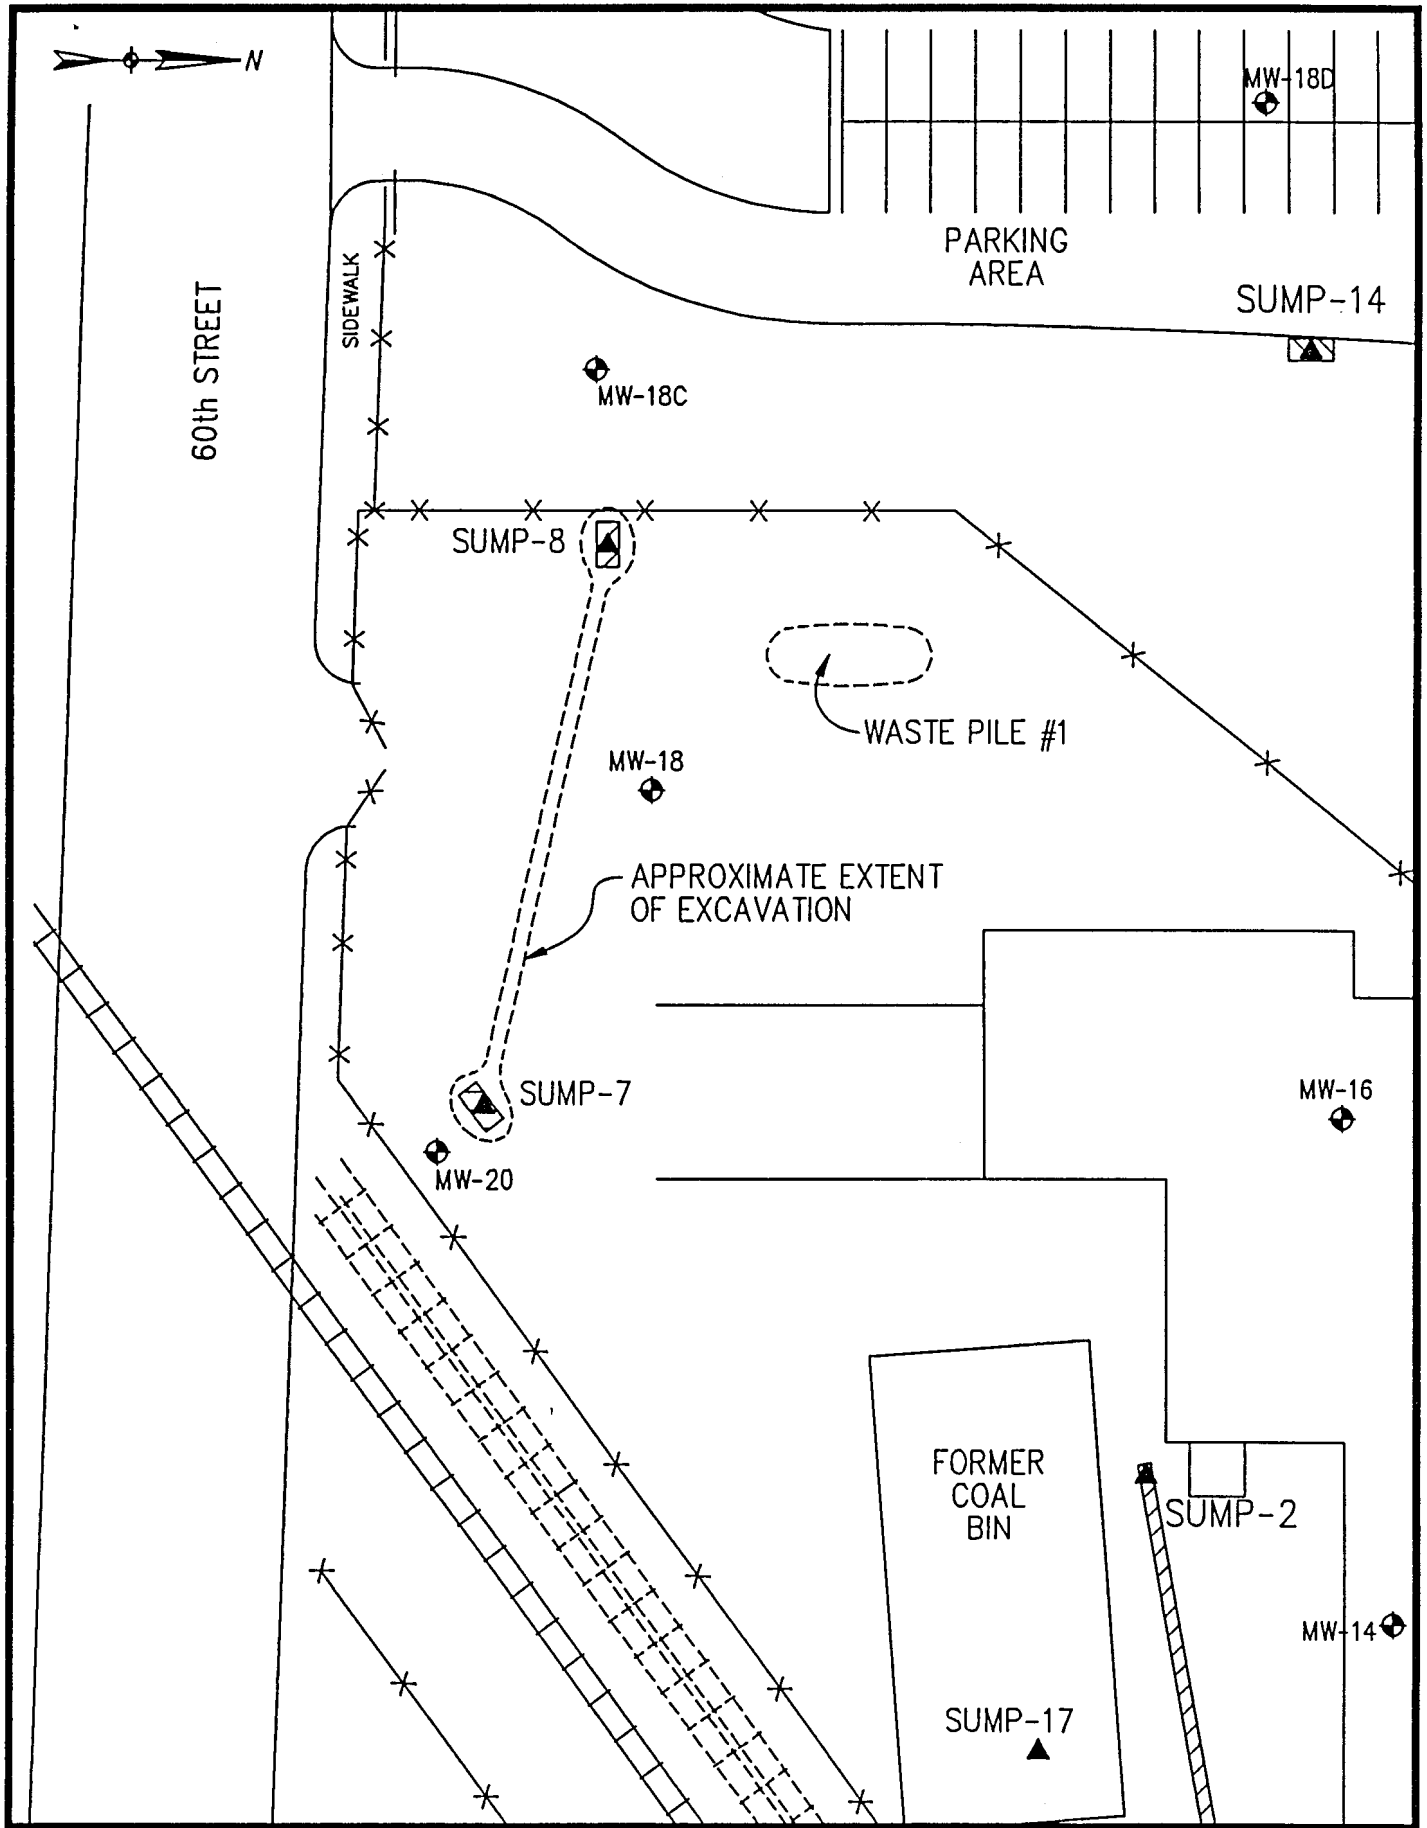 N
MW-18D
PARKING
AREA
SUMP-14
SIDEWALK
60th STREET
MW-18C
SUMP-8
WASTE PILE #1
MW-18
APPROXIMATE EXTENT
OF EXCAVATION
SUMP-7
MW-16
MW-20
FORMER
COAL
BIN
SUMP-2
MW-14
SUMP-17